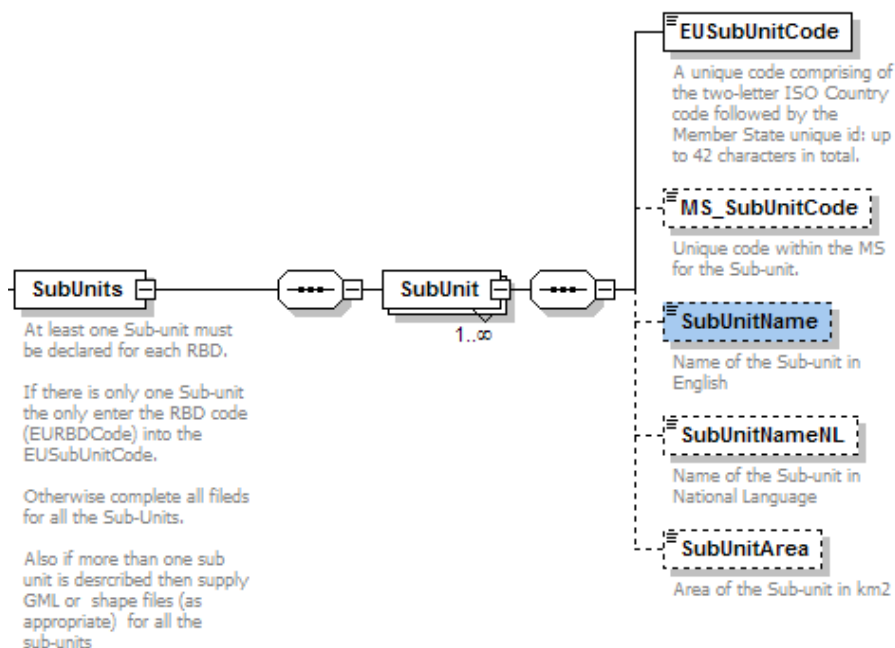 EUSubUnitCode
A unique code comprising of
the two-letter ISO Country
code followed by the
Member State unique id: up
to 42 characters in total.
MS_SubUnitCode
Unique code within the MS
for the Sub-unit.
SubUnits
SubUnit
1..∞
At least one Sub-unit must
be declared for each RBD.
If there is only one Sub-unit
the only enter the RBD code
(EURBDCode) into the
EUSubUnitCode.
Otherwise complete all fileds
for all the Sub-Units.
Also if more than one sub
unit is desrcribed then supply
GML or  shape files (as
appropriate)  for all the
sub-units
SubUnitName
Name of the Sub-unit in
English
SubUnitNameNL
Name of the Sub-unit in
National Language
SubUnitArea
Area of the Sub-unit in km2